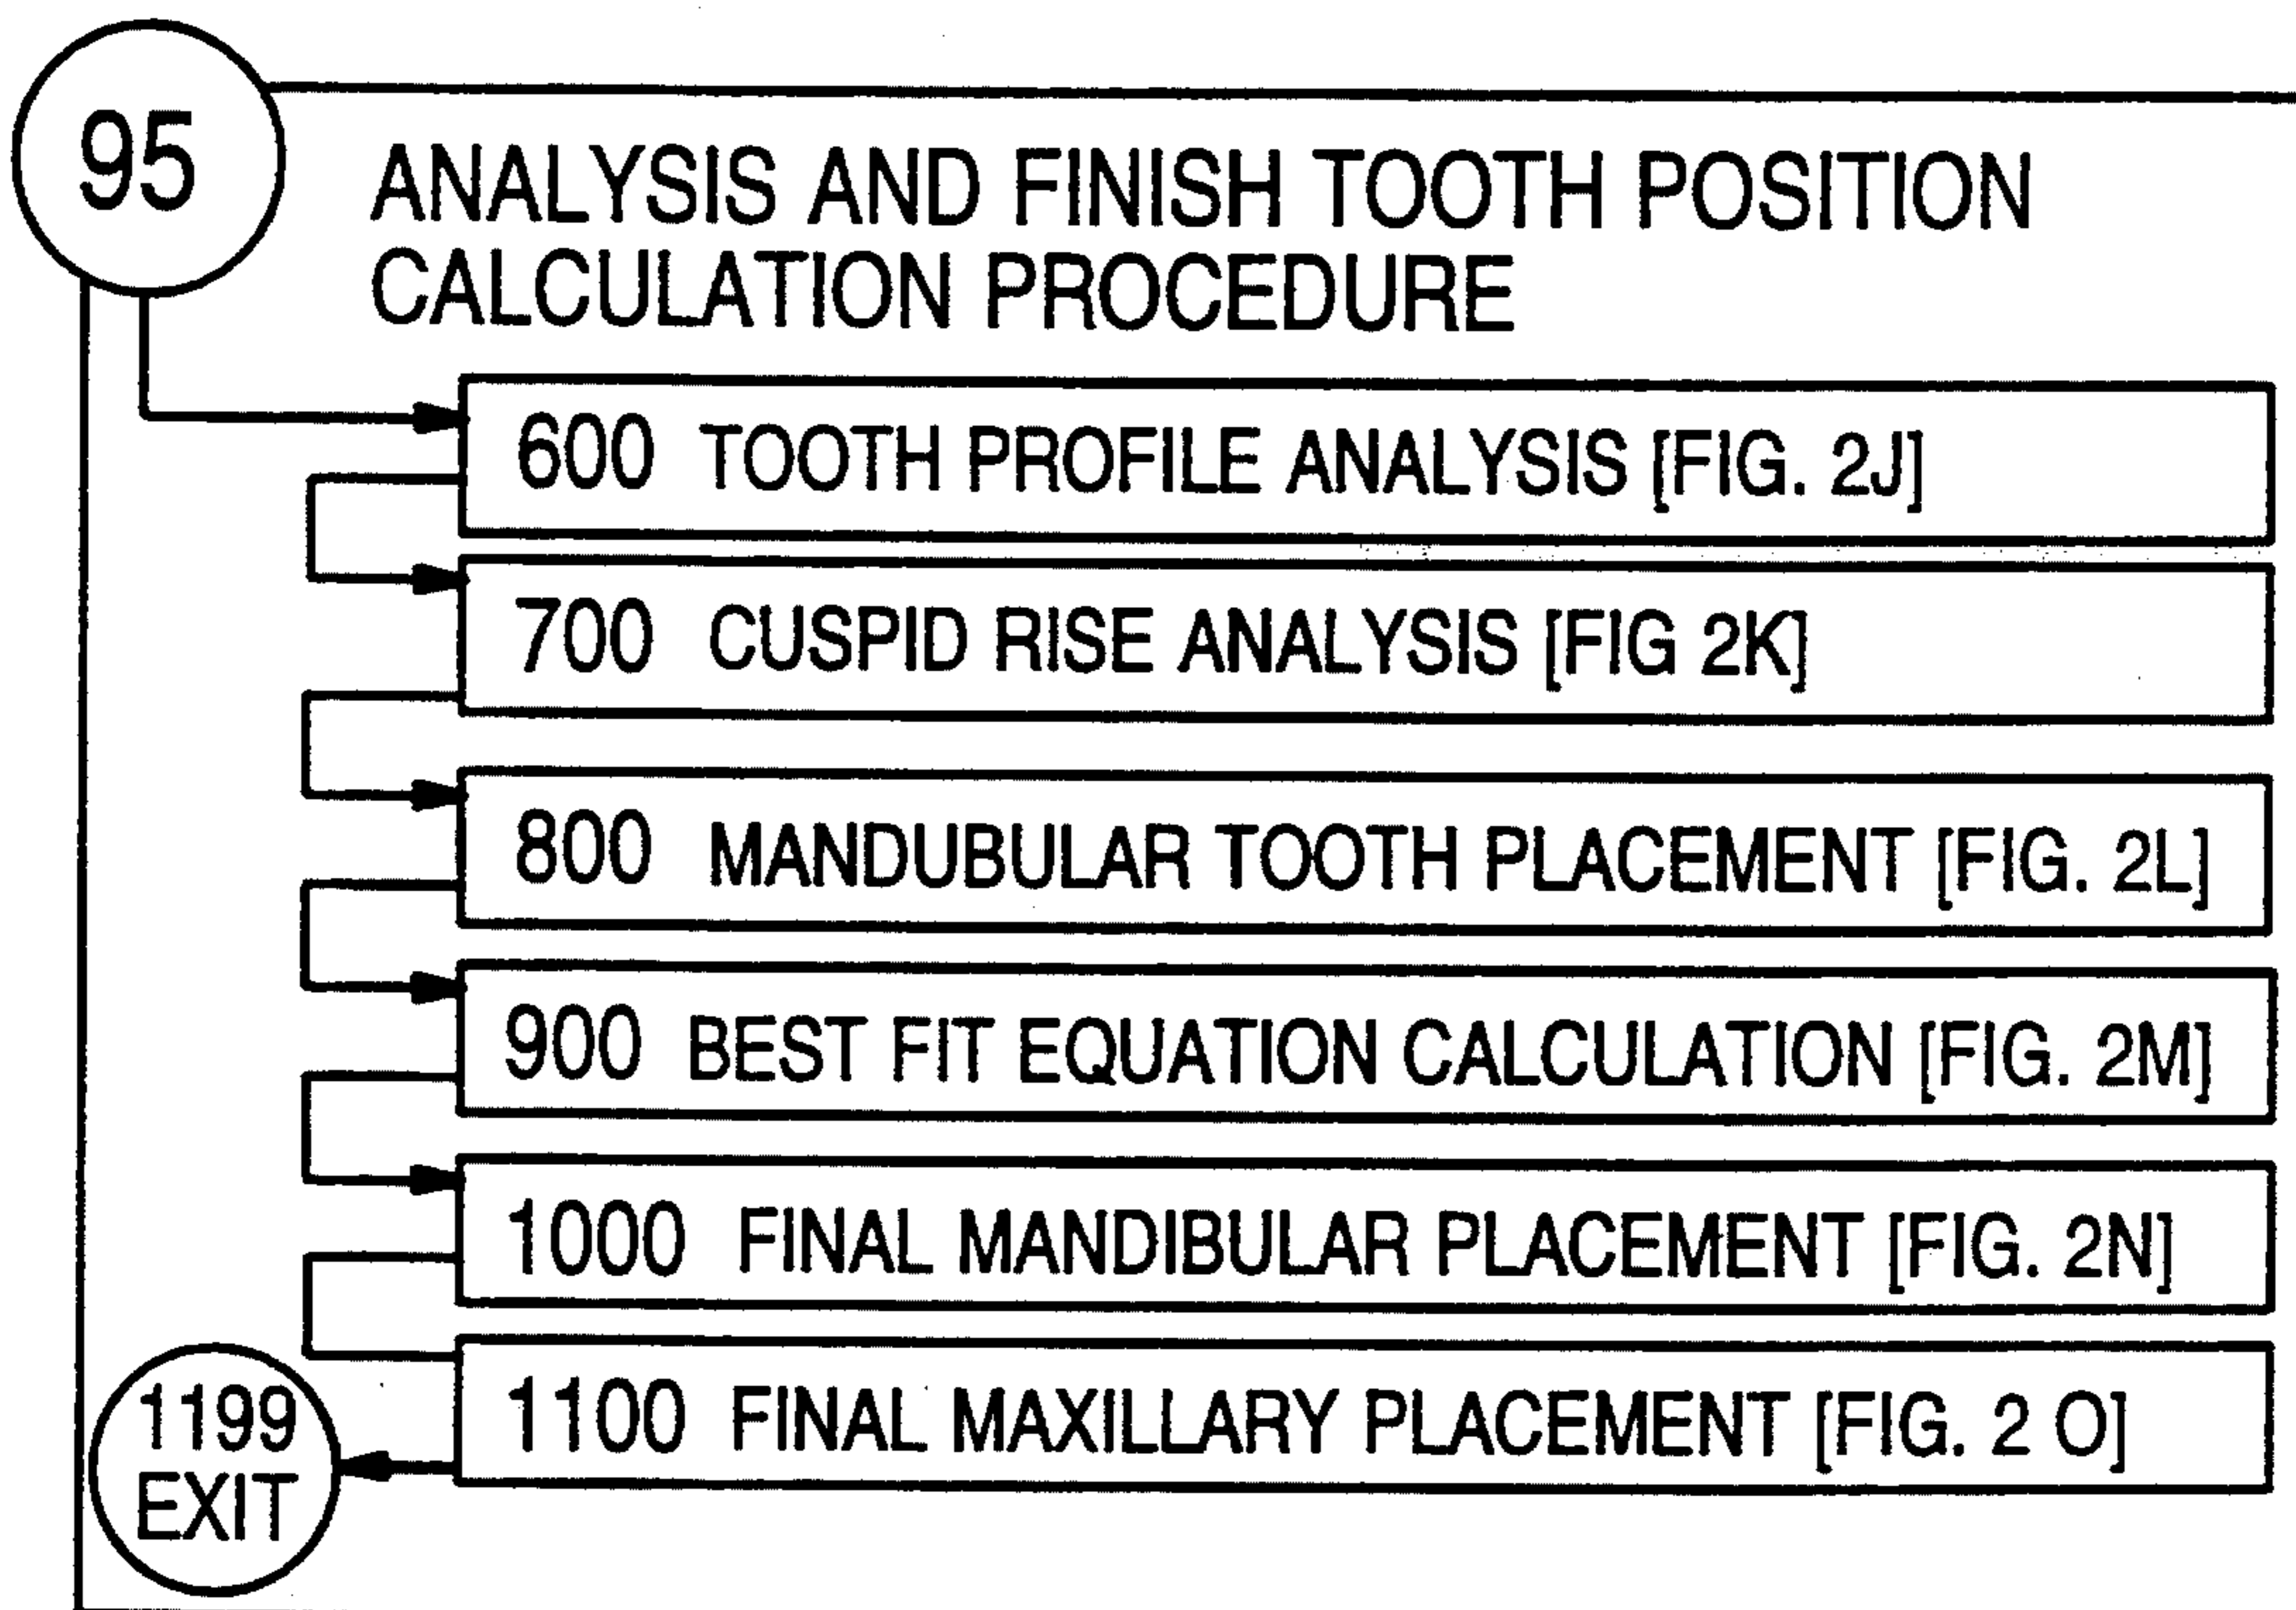 95
ANALYSIS AND FINISH TOOTH POSITION
CALCULATION PROCEDURE
600 TOOTH PROFILE ANALYSIS [FIG. 2J]
700 CUSPID RISE ANALYSIS [FIG 2K]
800 MANDUBULAR TOOTH PLACEMENT [FIG. 2L]
900 BEST FIT EQUATION CALCULATION [FIG. 2M]
1000 FINAL MANDIBULAR PLACEMENT [FIG. 2N]
1100 FINAL MAXILLARY PLACEMENT [FIG. 2 O]
1199
EXIT